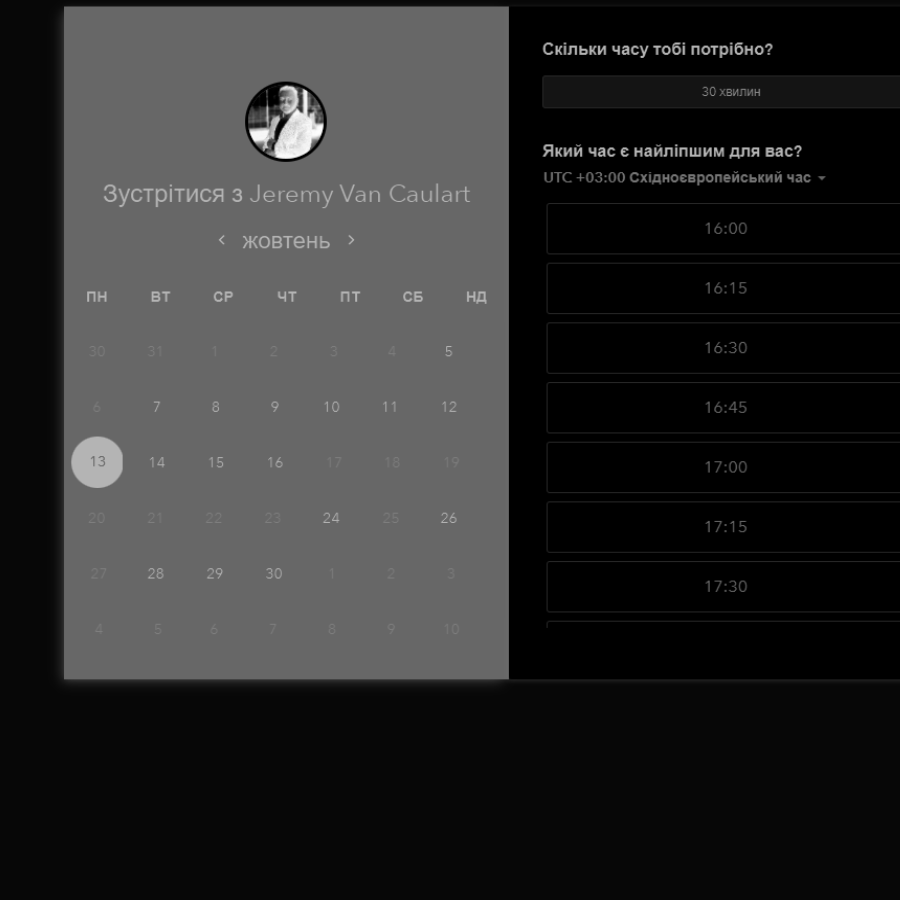 Зустрітися з Jeremy Van Caulart
жовтень
ПН ВТ СР ЧТ ПТ СБ НД
30 31 1 2 3 4 5
6 7 8 9 10 11 12
13 14 15 16 17 18 19
20 21 22 23 24 25 26
27 28 29 30 1 2 3
4 5 6 7 8 9 10
Скільки часу тобі потрібно?
30 хвилин
Який час є найліпшим для вас?
UTC +03:00 Східноєвропейський час
16:00
16:15
16:30
16:45
17:00
17:15
17:30